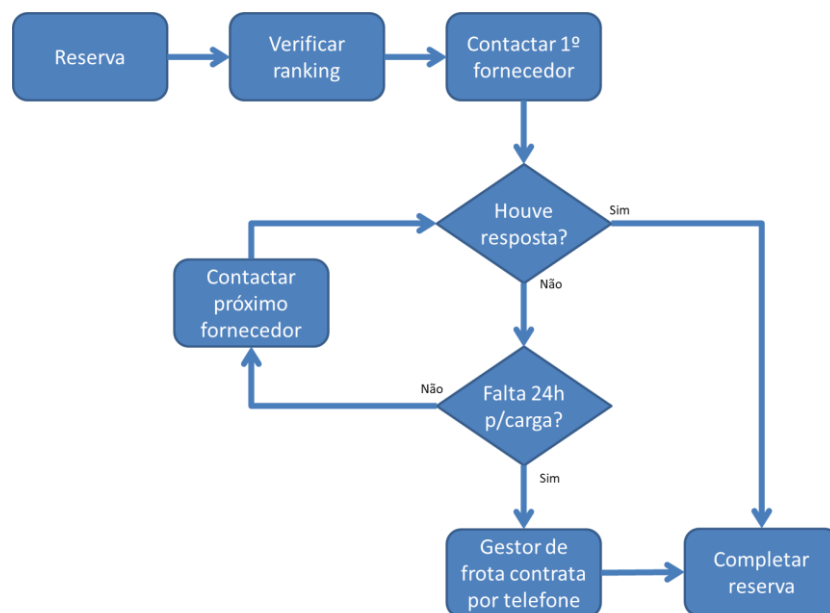 Reserva
Verificar
ranking
Contactar 1º
fornecedor
Houve
resposta?
Sim
Não
Contactar
próximo
fornecedor
Falta 24h
p/carga?
Não
Sim
Gestor de
frota contrata
por telefone
Completar
reserva